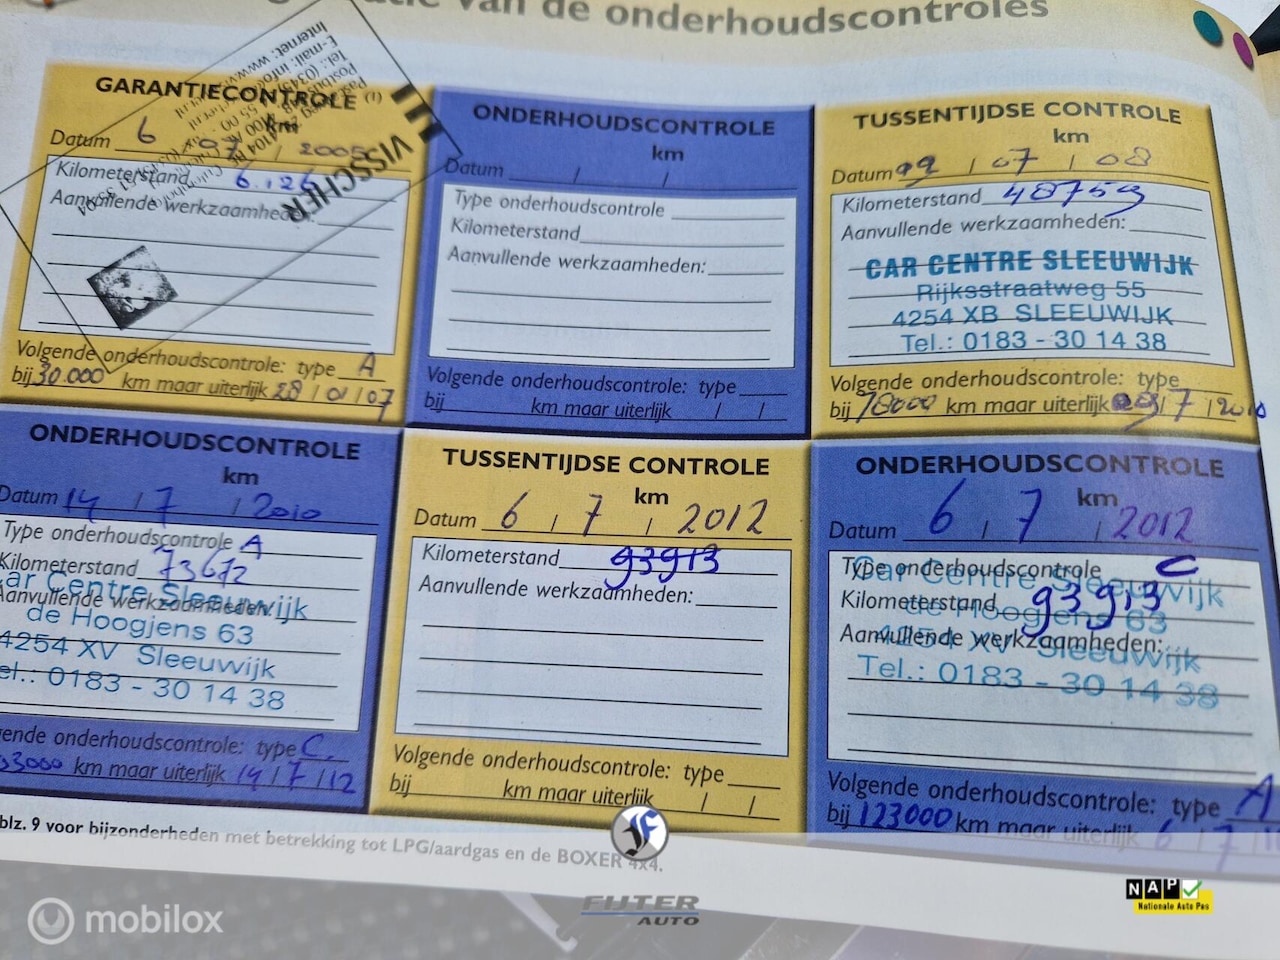 van de onderhoudscontroles
GARANTIECONTROLE (1)
km
Datum 6 / 07 / 2005
Kilometerstand 6.126
Aanvullende werkzaamheden:
VISSCHER
Volgende onderhoudscontrole: type A
bij 30.000 km maar uiterlijk 28 / 01 / 07
ONDERHOUDSCONTROLE
km
Datum / /
Type onderhoudscontrole
Kilometerstand
Aanvullende werkzaamheden:
Volgende onderhoudscontrole: type
bij km maar uiterlijk / /
TUSSENTIJDSE CONTROLE
km
Datum 09 / 07 / 08
Kilometerstand 48759
Aanvullende werkzaamheden:
CAR CENTRE SLEEUWIJK
Rijksstraatweg 55
4254 XB SLEEUWIJK
Tel.: 0183 - 30 14 38
Volgende onderhoudscontrole: type
bij 78000 km maar uiterlijk 09 / 7 / 2010
ONDERHOUDSCONTROLE
km
Datum 14 / 7 / 2010
Type onderhoudscontrole A
Kilometerstand 73672
Aanvullende werkzaamheden:
ar Centre Sleeuwijk
de Hoogjens 63
4254 XV Sleeuwijk
el.: 0183 - 30 14 38
ende onderhoudscontrole: type C.
03000 km maar uiterlijk 14 / 7 / 12
TUSSENTIJDSE CONTROLE
km
Datum 6 / 7 / 2012
Kilometerstand 93913
Aanvullende werkzaamheden:
Volgende onderhoudscontrole: type
bij km maar uiterlijk / /
ONDERHOUDSCONTROLE
km
Datum 6 / 7 / 2012
Type onderhoudscontrole C
Kilometerstand 93913
Aanvullende werkzaamheden:
Car Centre Sleeuwijk
de Hoogjens 63
4254 XV Sleeuwijk
Tel.: 0183 - 30 14 38
Volgende onderhoudscontrole: type A
bij 123000 km maar uiterlijk 6 / 7 /
blz. 9 voor bijzonderheden met betrekking tot LPG/aardgas en de BOXER 4x4.
mobilox
FIJTER
AUTO
NAP
Nationale Auto Pas